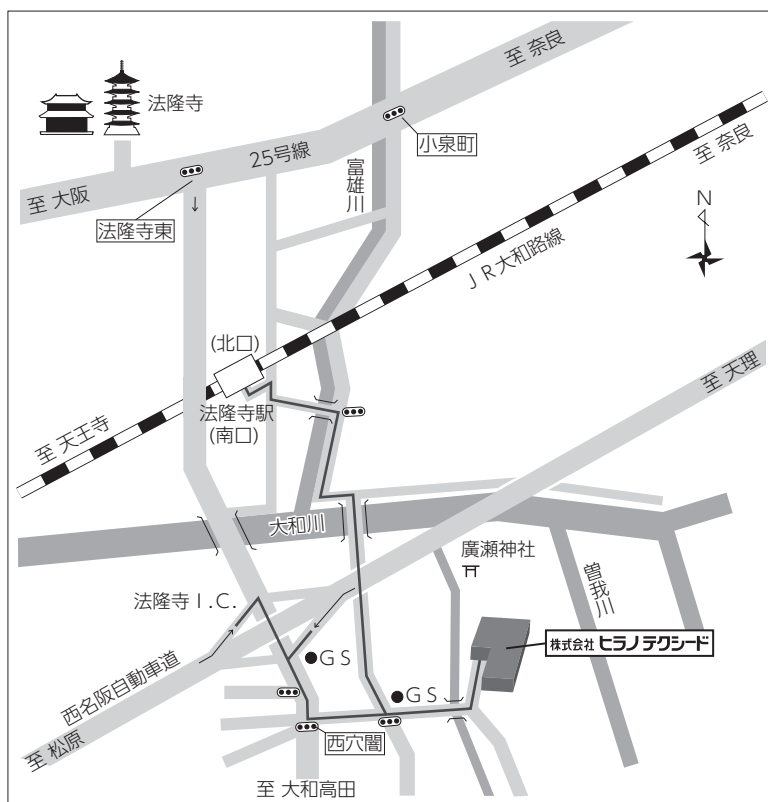 至 奈良
法隆寺
25号線
小泉町
富雄川
至 奈良
至 大阪
法隆寺東
N
JR大和路線
(北口)
法隆寺駅
(南口)
至 天理
至 天王寺
大和川
廣瀬神社
曽我川
法隆寺I.C.
株式会社 ヒラノテクシード
GS
西名阪自動車道
GS
西穴闇
至 松原
至 大和高田